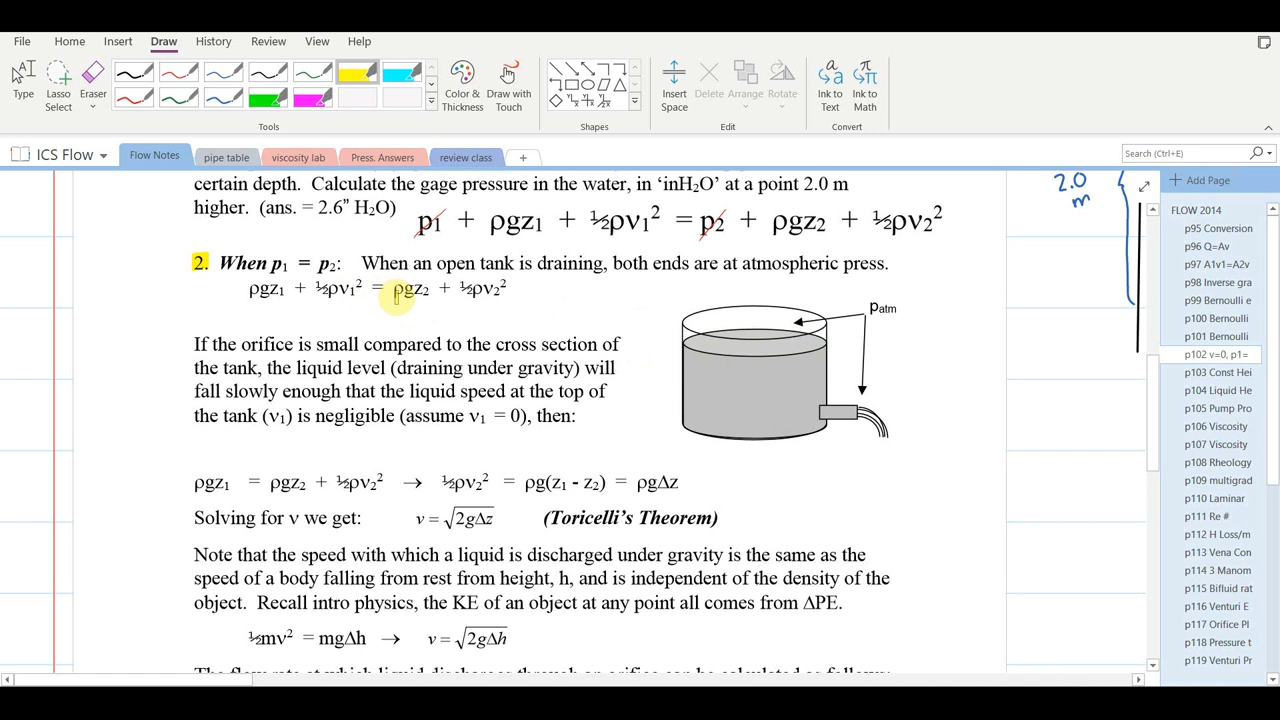 File Home Insert Draw History Review View Help
Type Lasso Select Eraser Color & Thickness Draw with Touch Insert Space Delete Arrange Rotate Ink to Text Ink to Math
Tools Shapes Edit Convert
ICS Flow Flow Notes pipe table viscosity lab Press. Answers review class + Search (Ctrl+E)
certain depth. Calculate the gage pressure in the water, in ‘inH₂O’ at a point 2.0 m
higher. (ans. = 2.6” H₂O)
p₁ + ρgz₁ + ½ρv₁² = p₂ + ρgz₂ + ½ρv₂²
2. When p₁ = p₂: When an open tank is draining, both ends are at atmospheric press.
ρgz₁ + ½ρv₁² = ρgz₂ + ½ρv₂²
Patm
If the orifice is small compared to the cross section of
the tank, the liquid level (draining under gravity) will
fall slowly enough that the liquid speed at the top of
the tank (v₁) is negligible (assume v₁ = 0), then:
ρgz₁ = ρgz₂ + ½ρv₂² → ½ρv₂² = ρg(z₁ - z₂) = ρgΔz
Solving for v we get: v = √2gΔz (Toricelli’s Theorem)
Note that the speed with which a liquid is discharged under gravity is the same as the
speed of a body falling from rest from height, h, and is independent of the density of the
object. Recall intro physics, the KE of an object at any point all comes from ΔPE.
½mv² = mgΔh → v = √2gΔh
2.0
m
Add Page
FLOW 2014
p95 Conversion
p96 Q=Av
p97 A1v1=A2v
p98 Inverse gra
p99 Bernoulli e
p100 Bernoulli
p101 Bernoulli
p102 v=0, p1=
p103 Const Hei
p104 Liquid He
p105 Pump Pro
p106 Viscosity
p107 Viscosity
p108 Rheology
p109 multigrad
p110 Laminar
p111 Re #
p112 H Loss/m
p113 Vena Con
p114 3 Manom
p115 Bifluid rat
p116 Venturi E
p117 Orifice Pl
p118 Pressure t
p119 Venturi Pr